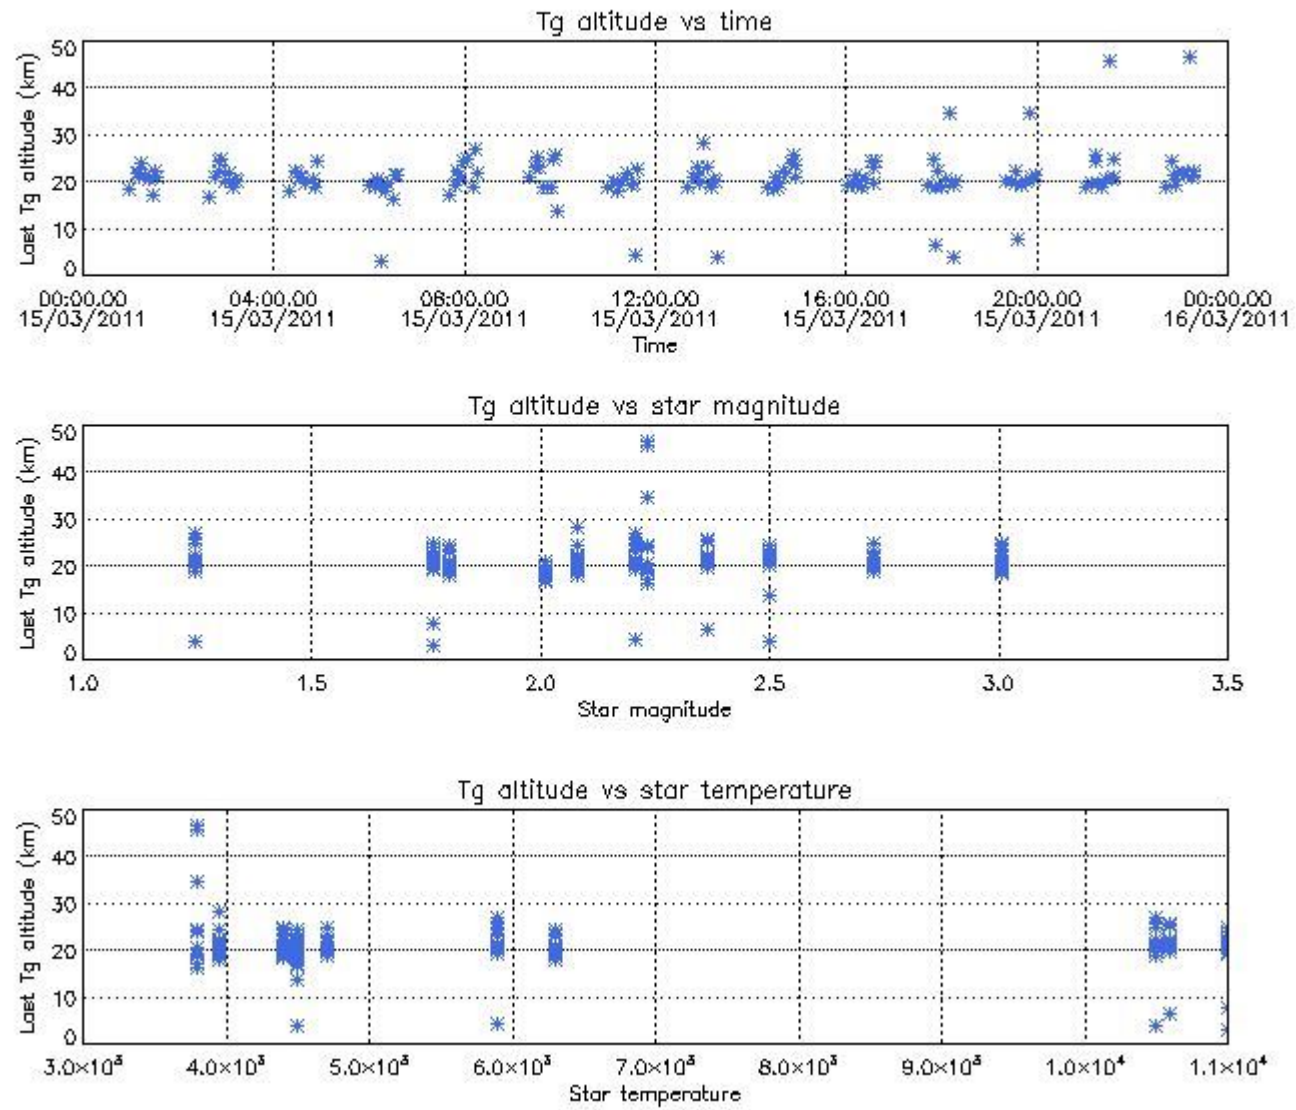 Tg altitude vs time
Last Tg altitude (km)
50
40
30
20
10
0
00:00.00 04:00.00 08:00.00 12:00.00 16:00.00 20:00.00 00:00.00
15/03/2011 15/03/2011 15/03/2011 15/03/2011 15/03/2011 15/03/2011 16/03/2011
Time
Tg altitude vs star magnitude
Last Tg altitude (km)
50
40
30
20
10
0
1.0 1.5 2.0 2.5 3.0 3.5
Star magnitude
Tg altitude vs star temperature
Last Tg altitude (km)
50
40
30
20
10
0
3.0×10³ 4.0×10³ 5.0×10³ 6.0×10³ 7.0×10³ 8.0×10³ 9.0×10³ 1.0×10⁴ 1.1×10⁴
Star temperature